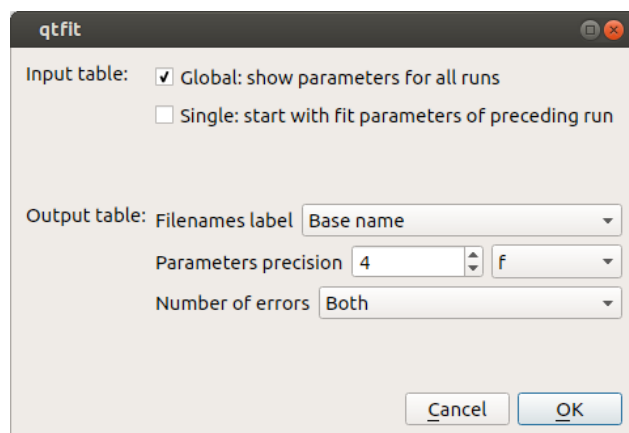 qtfit
Input table: Global: show parameters for all runs
Single: start with fit parameters of preceding run
Output table: Filenames label Base name
Parameters precision 4 f
Number of errors Both
Cancel OK